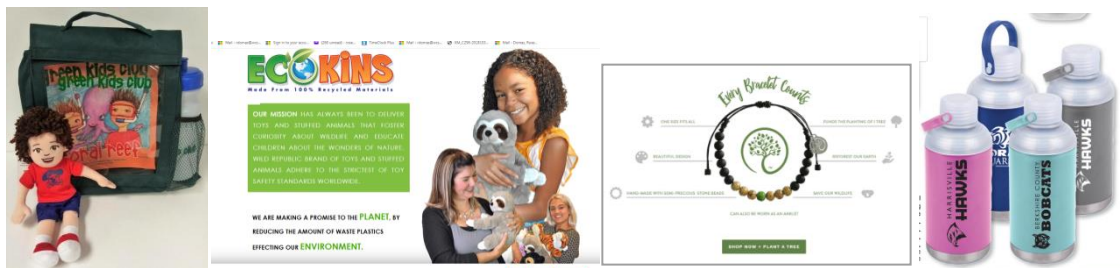 green kids club
green kids club
oral reef
ECOKINS
Made From 100% Recycled Materials
OUR MISSION HAS ALWAYS BEEN TO DELIVER
TOYS AND STUFFED ANIMALS THAT FOSTER
CURIOSITY ABOUT WILDLIFE AND EDUCATE
CHILDREN ABOUT THE WONDERS OF NATURE.
WILD REPUBLIC BRAND OF TOYS AND STUFFED
ANIMALS ADHERE TO THE STRICTEST OF TOY
SAFETY STANDARDS WORLDWIDE.
WE ARE MAKING A PROMISE TO THE PLANET, BY
REDUCING THE AMOUNT OF WASTE PLASTICS
EFFECTING OUR ENVIRONMENT.
Every Bracelet Counts
ONE SIZE FITS ALL
FUNDS THE PLANTING OF 1 TREE
BEAUTIFUL DESIGN
RESTORES OUR EARTH
HAND-MADE WITH SEMI-PRECIOUS STONE BEADS
SAVE OUR WILDLIFE
CAN ALSO BE WORN AS AN ANKLET
SHOP NOW + PLANT A TREE
HARRISVILLE
HAWKS
BERKSHIRE COUNTY
BOBCATS
HARRISVILLE
HAWKS